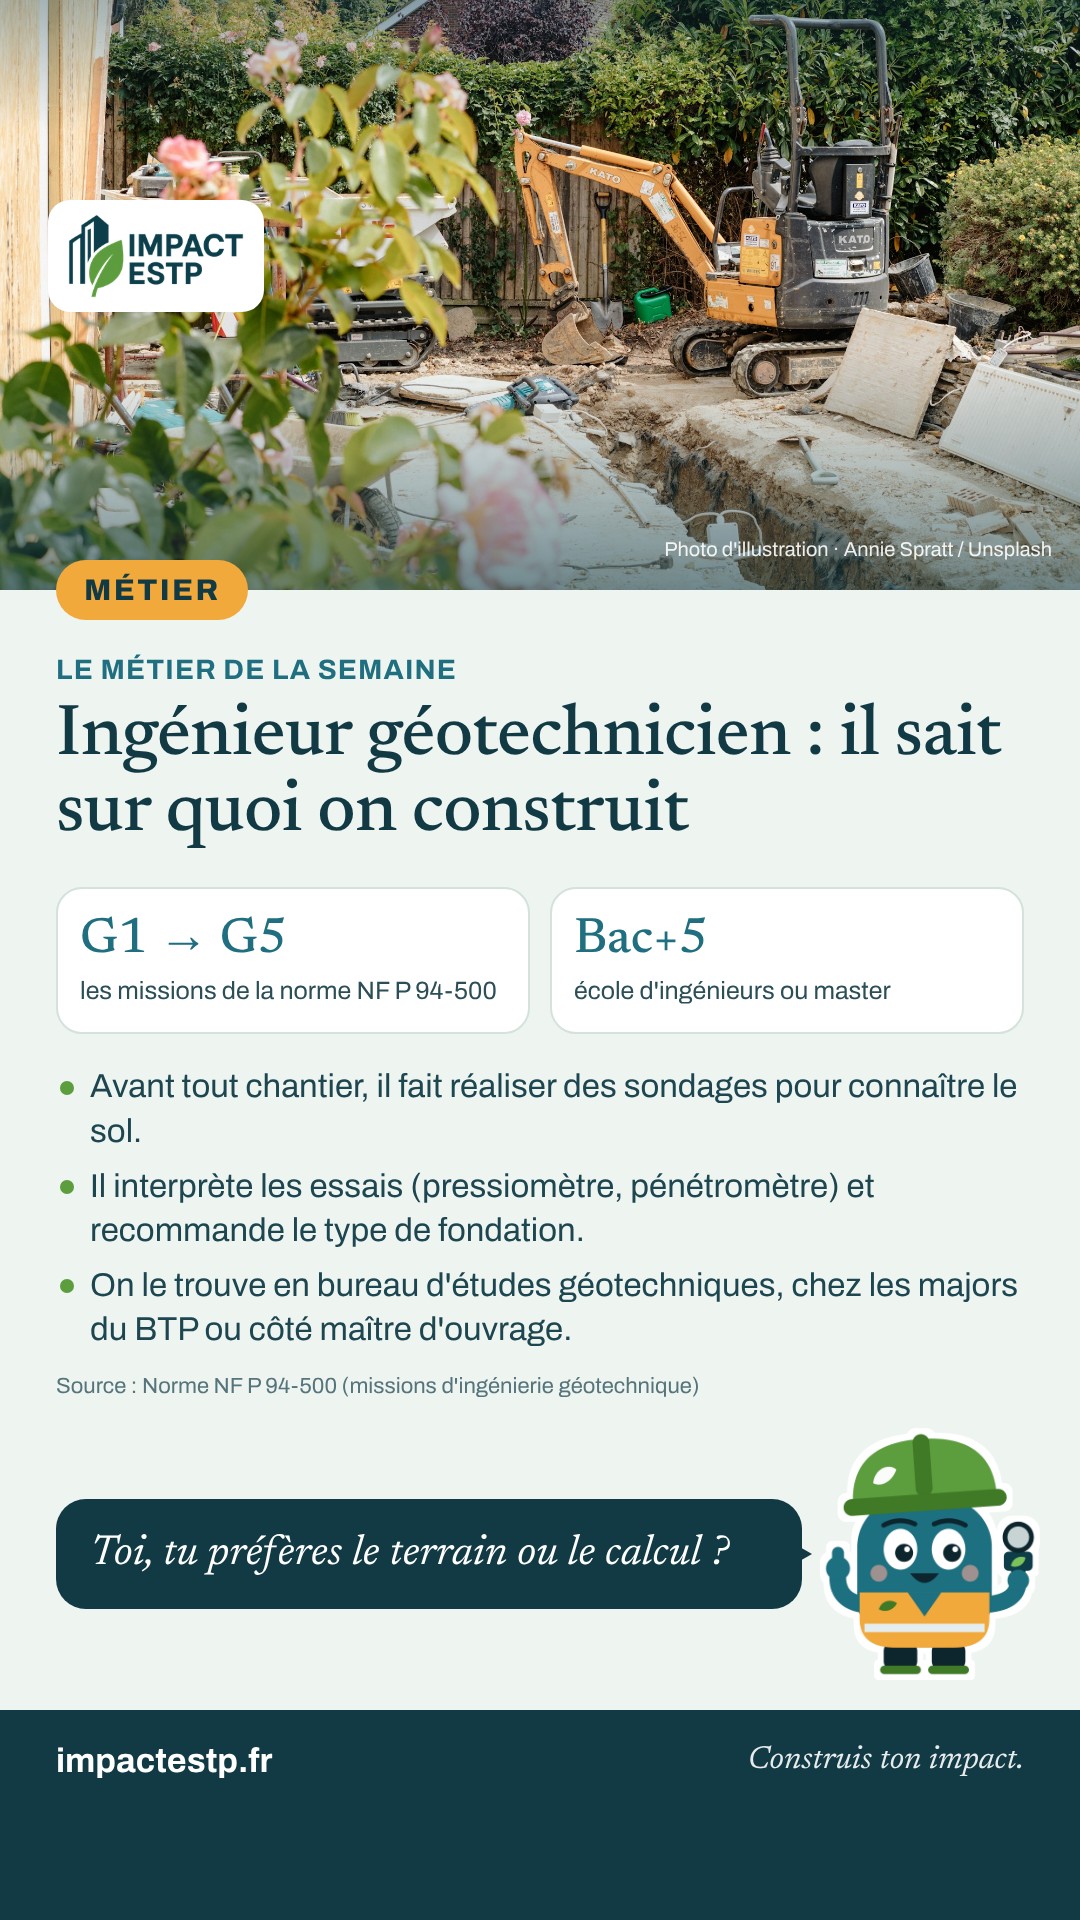 KATO
KATO
IMPACT
ESTP
Photo d'illustration · Annie Spratt / Unsplash
MÉTIER
LE MÉTIER DE LA SEMAINE
Ingénieur géotechnicien : il sait
sur quoi on construit
G1 → G5
les missions de la norme NF P 94-500
Bac+5
école d'ingénieurs ou master
Avant tout chantier, il fait réaliser des sondages pour connaître le
sol.
Il interprète les essais (pressiomètre, pénétromètre) et
recommande le type de fondation.
On le trouve en bureau d'études géotechniques, chez les majors
du BTP ou côté maître d'ouvrage.
Source : Norme NF P 94-500 (missions d'ingénierie géotechnique)
Toi, tu préfères le terrain ou le calcul ?
impactestp.fr
Construis ton impact.